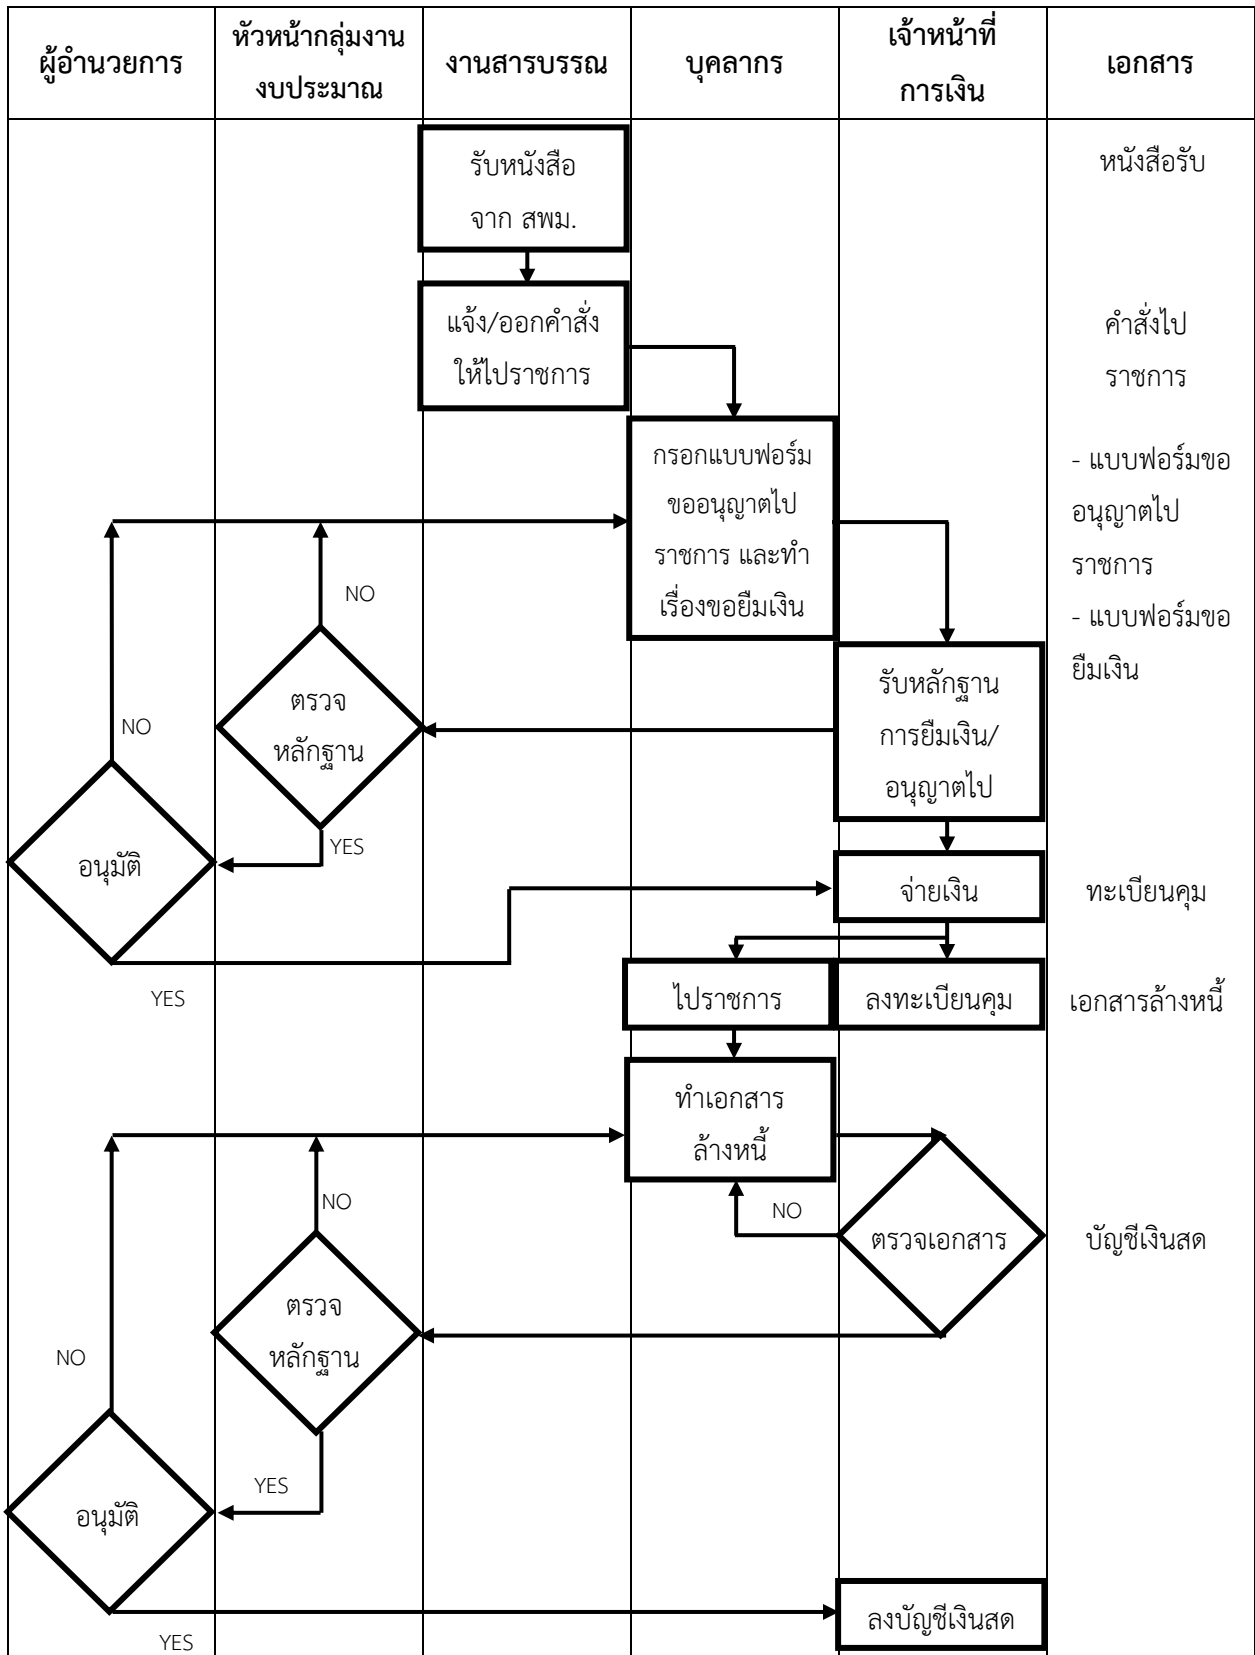 ผู้อำนวยการ
หัวหน้ากลุ่มงาน
งบประมาณ
งานสารบรรณ
บุคลากร
เจ้าหน้าที่
การเงิน
เอกสาร
รับหนังสือ
จาก สพม.
หนังสือรับ
แจ้ง/ออกคำสั่ง
ให้ไปราชการ
คำสั่งไป
ราชการ
กรอกแบบฟอร์ม
ขออนุญาตไป
ราชการ และทำ
เรื่องขอยืมเงิน
- แบบฟอร์มขอ
อนุญาตไป
ราชการ
- แบบฟอร์มขอ
ยืมเงิน
NO
ตรวจ
หลักฐาน
รับหลักฐาน
การยืมเงิน/
อนุญาตไป
NO
YES
อนุมัติ
จ่ายเงิน
ทะเบียนคุม
YES
ไปราชการ
ลงทะเบียนคุม
เอกสารล้างหนี้
ทำเอกสาร
ล้างหนี้
NO
NO
ตรวจเอกสาร
บัญชีเงินสด
ตรวจ
หลักฐาน
NO
YES
อนุมัติ
ลงบัญชีเงินสด
YES